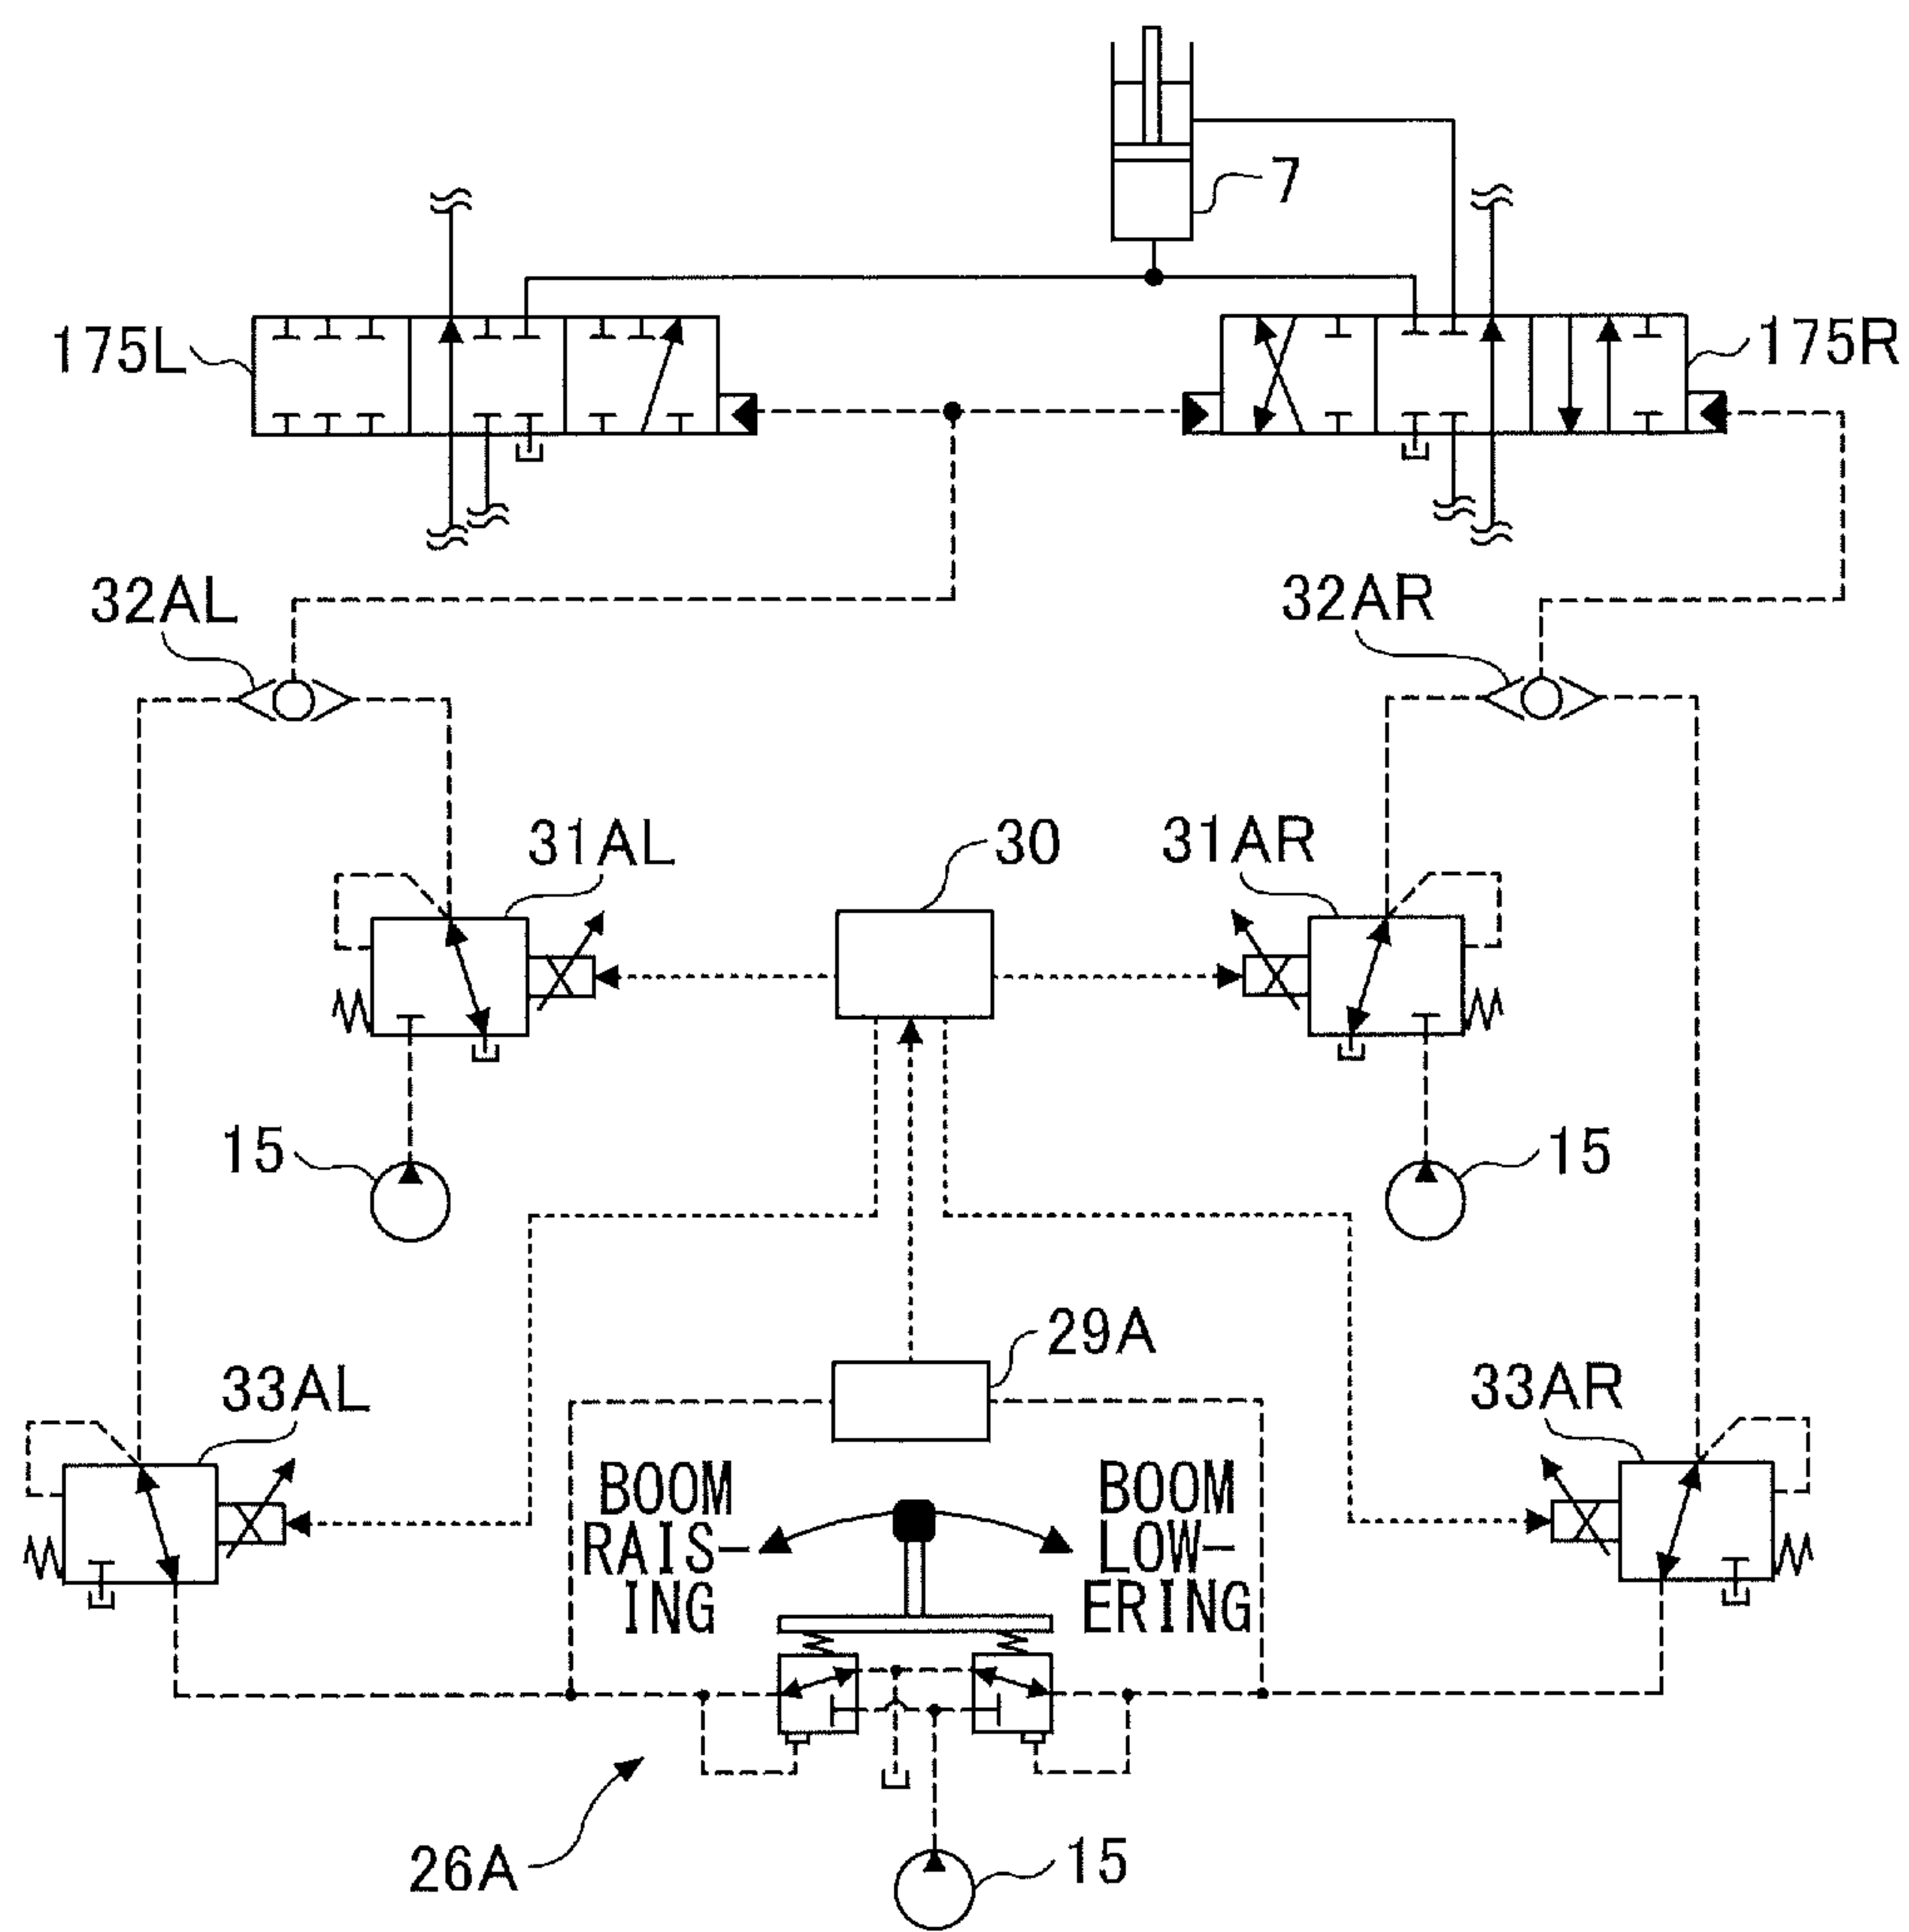 7
175L
175R
32AL
32AR
31AL
30
31AR
15
15
29A
33AL
33AR
BOOM
RAIS-
ING
BOOM
LOW-
ERING
26A
15